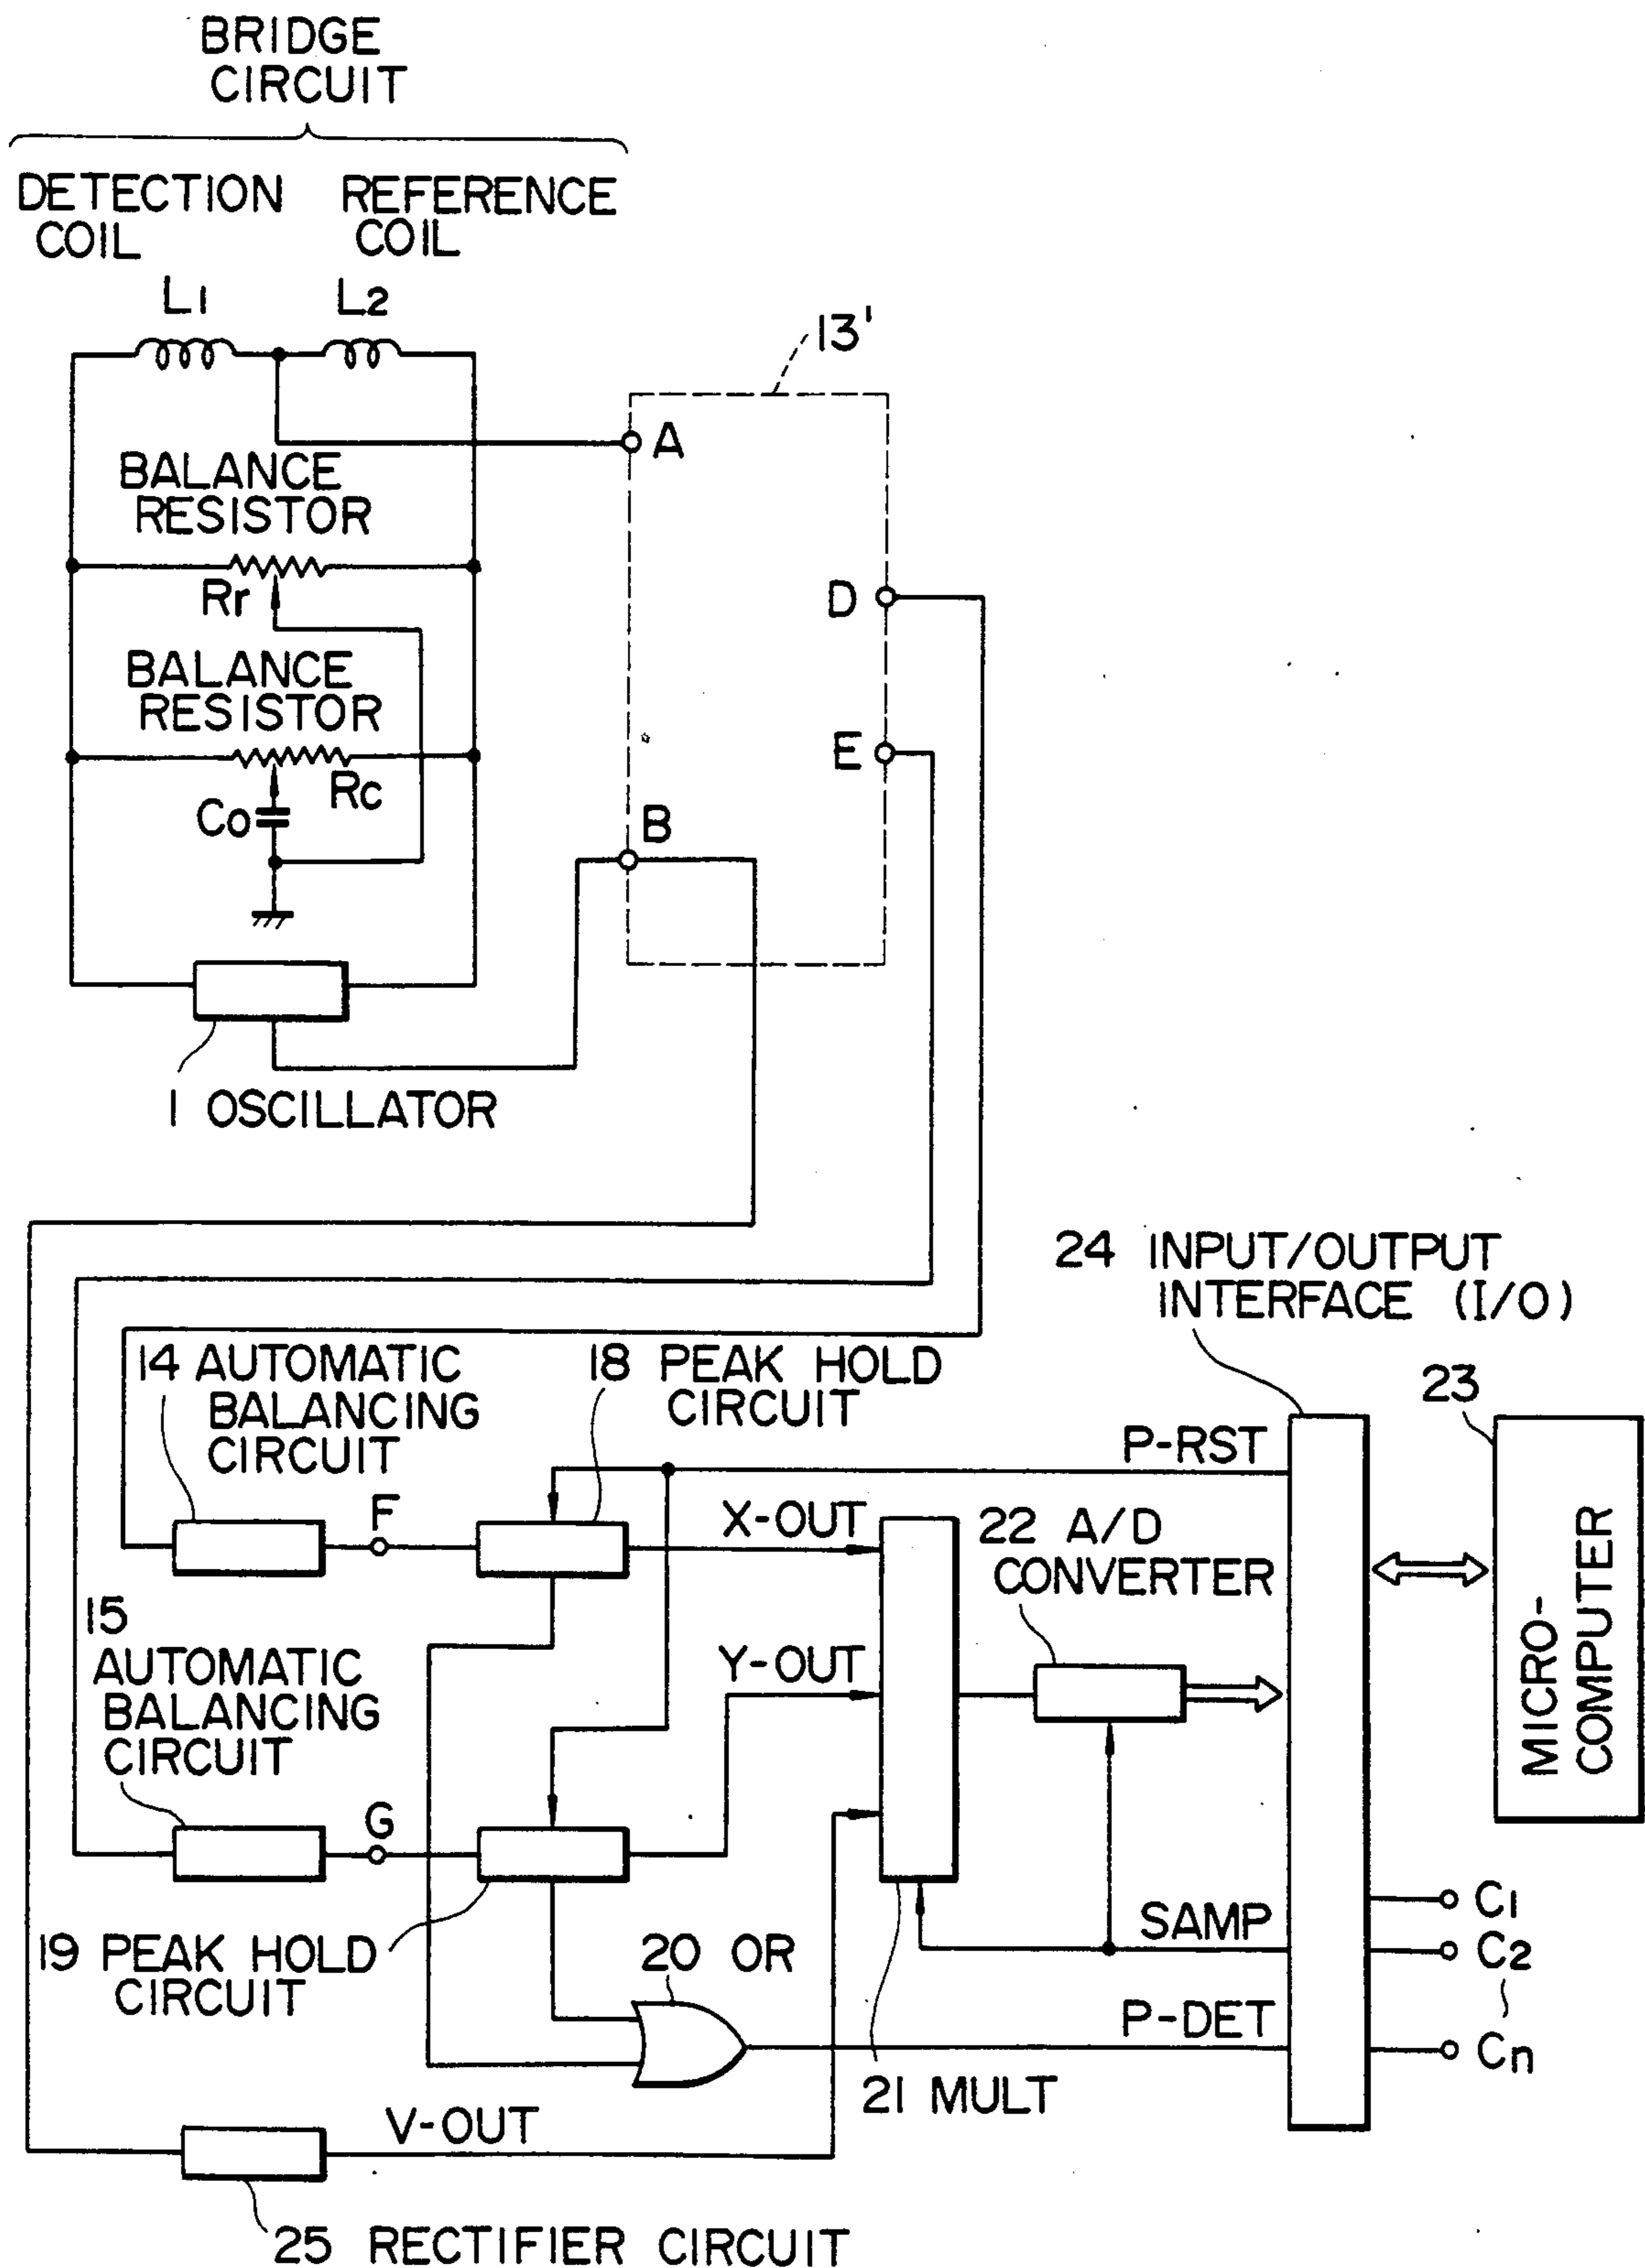 BRIDGE
CIRCUIT
DETECTION
COIL
REFERENCE
COIL
L1
L2
13'
A
BALANCE
RESISTOR
Rr
D
BALANCE
RESISTOR
E
Rc
Co
B
1 OSCILLATOR
24 INPUT/OUTPUT
INTERFACE (I/O)
14 AUTOMATIC
BALANCING
CIRCUIT
18 PEAK HOLD
CIRCUIT
23
P-RST
F
X-OUT
22 A/D
CONVERTER
MICRO-
COMPUTER
15
AUTOMATIC
BALANCING
CIRCUIT
Y-OUT
G
C1
SAMP
C2
19 PEAK HOLD
CIRCUIT
20 OR
P-DET
Cn
21 MULT
V-OUT
25 RECTIFIER CIRCUIT